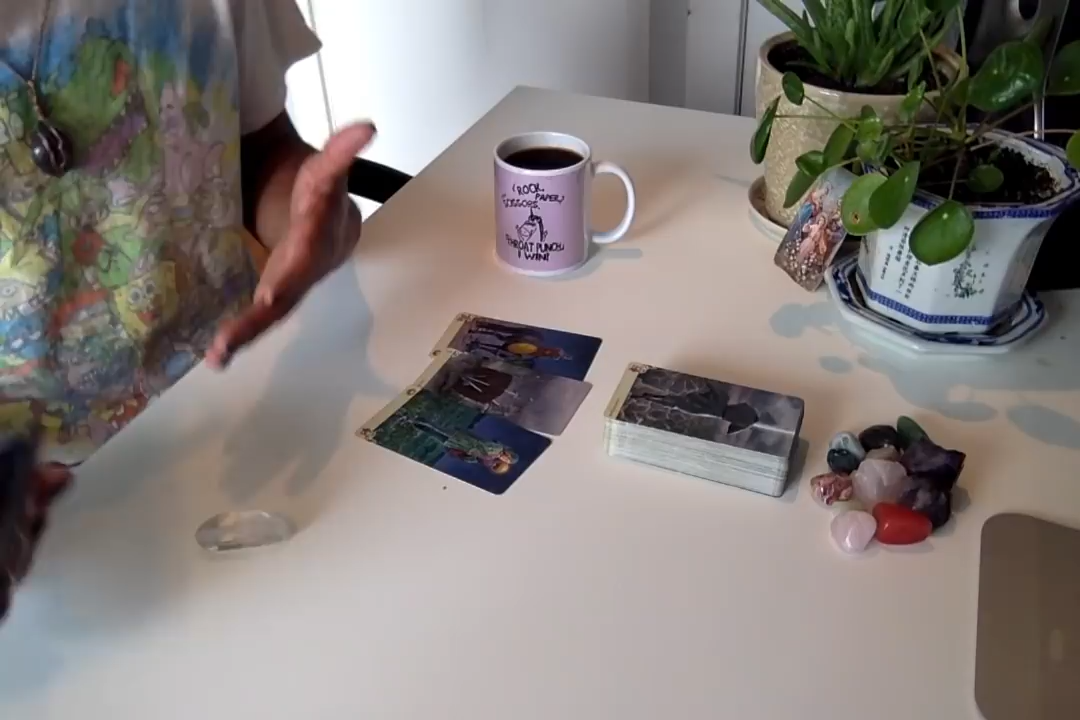 ROCK,
PAPER,
SCISSORS,
THROAT PUNCH,
I WIN!